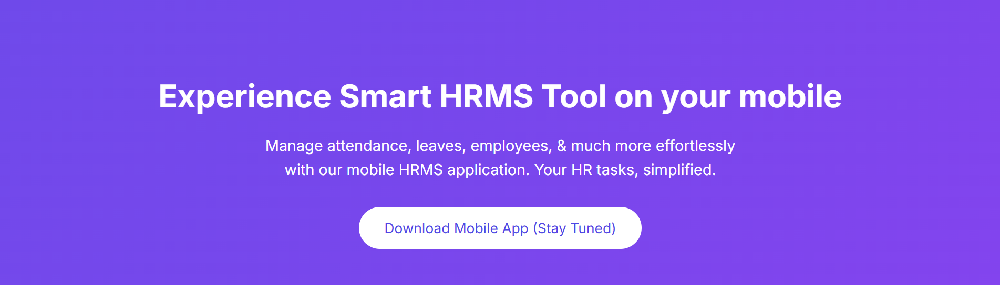 Experience Smart HRMS Tool on your mobile
Manage attendance, leaves, employees, & much more effortlessly
with our mobile HRMS application. Your HR tasks, simplified.
Download Mobile App (Stay Tuned)